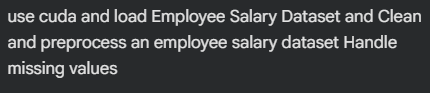 use cuda and load Employee Salary Dataset and Clean
and preprocess an employee salary dataset Handle
missing values